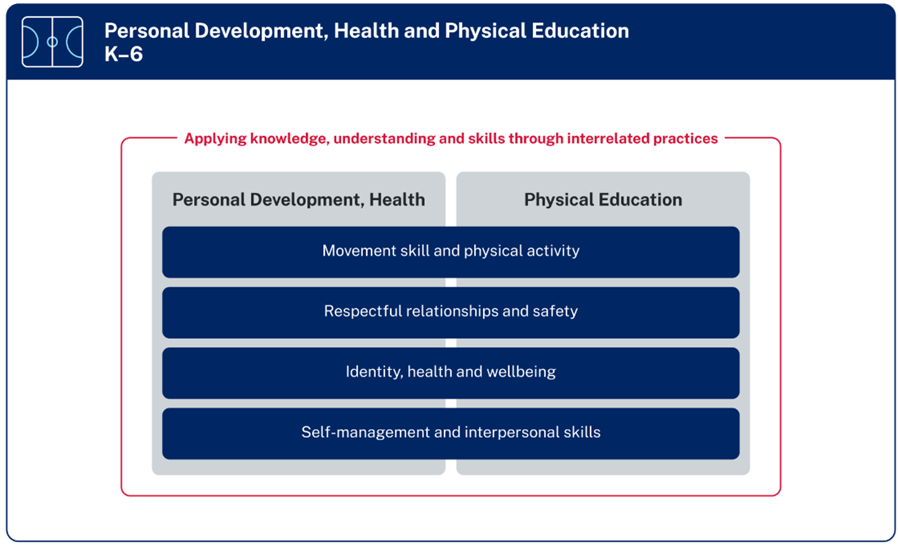 Personal Development, Health and Physical Education
K–6
Applying knowledge, understanding and skills through interrelated practices
Personal Development, Health
Physical Education
Movement skill and physical activity
Respectful relationships and safety
Identity, health and wellbeing
Self-management and interpersonal skills